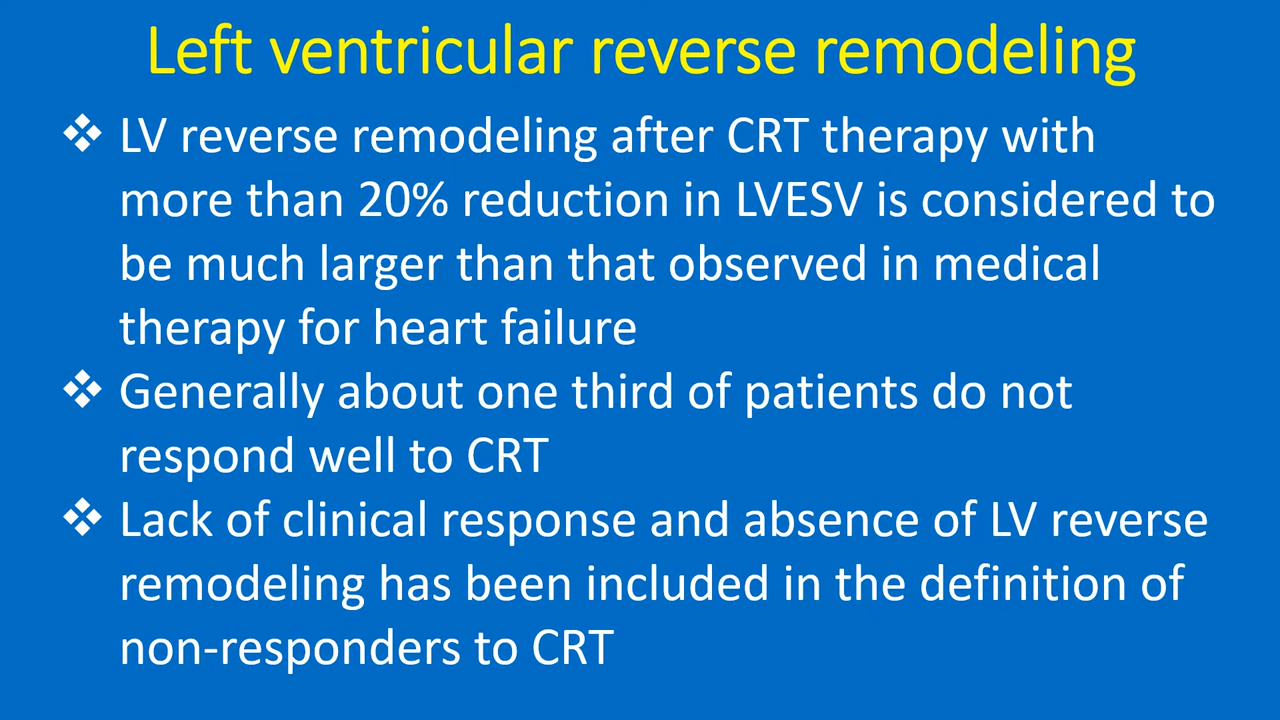 Left ventricular reverse remodeling
❖ LV reverse remodeling after CRT therapy with
more than 20% reduction in LVESV is considered to
be much larger than that observed in medical
therapy for heart failure
❖ Generally about one third of patients do not
respond well to CRT
❖ Lack of clinical response and absence of LV reverse
remodeling has been included in the definition of
non-responders to CRT